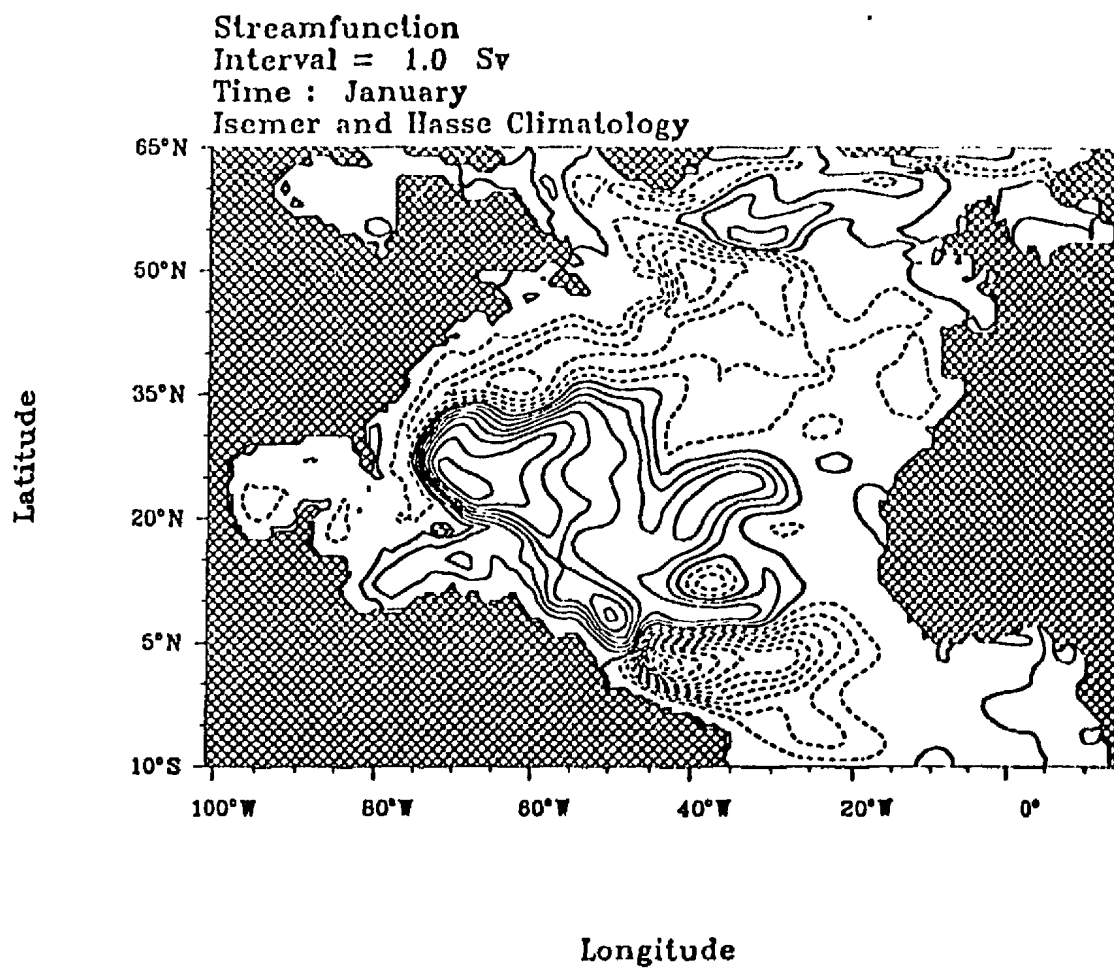 Streamfunction
Interval = 1.0 Sv
Time : January
Isemer and Hasse Climatology
65°N
50°N
35°N
20°N
5°N
10°S
100°W 80°W 60°W 40°W 20°W 0°
Latitude
Longitude